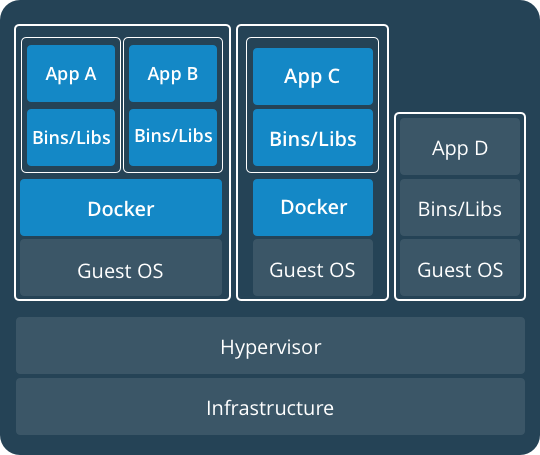 App A
App B
Bins/Libs
Bins/Libs
Docker
Guest OS
App C
Bins/Libs
Docker
Guest OS
App D
Bins/Libs
Guest OS
Hypervisor
Infrastructure